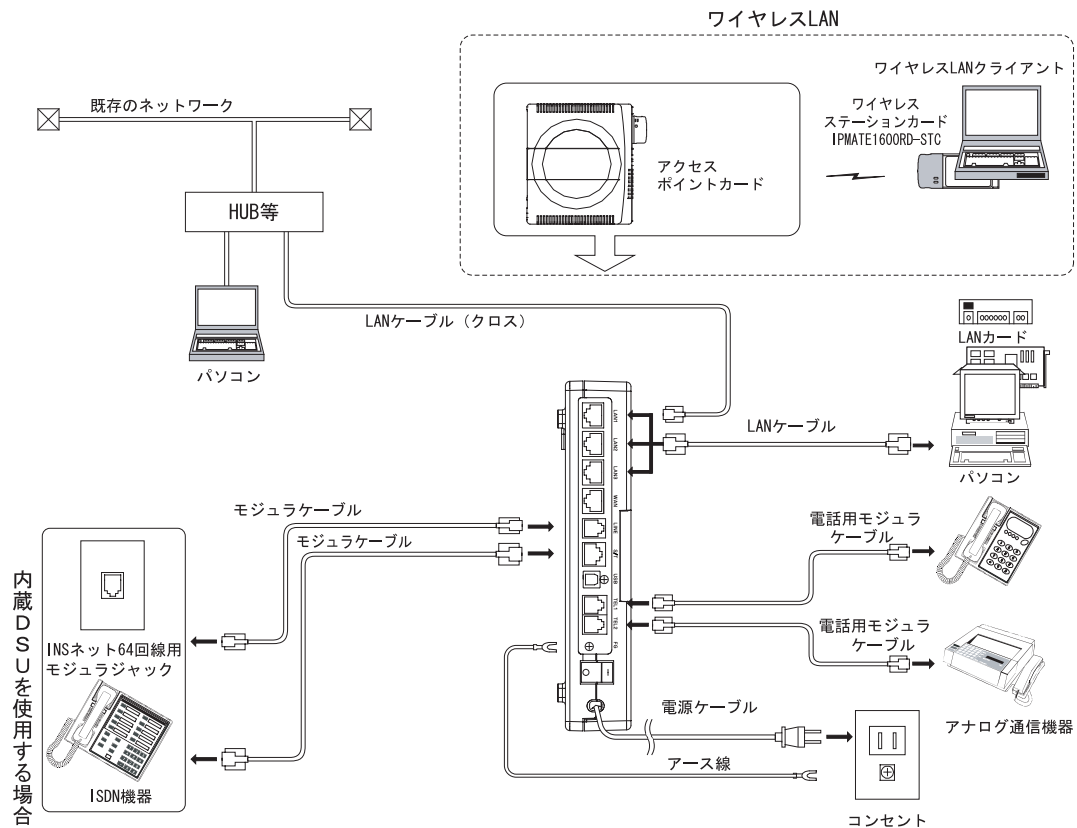 ワイヤレスLAN
ワイヤレスLANクライアント
ワイヤレス
ステーションカード
IPMATE1600RD-STC
アクセス
ポイントカード
既存のネットワーク
HUB等
パソコン
LANケーブル（クロス）
LANカード
LANケーブル
パソコン
LAN1
LAN2
LAN3
WAN
LINE
S/T
USB
TEL1
TEL2
FG
モジュラケーブル
モジュラケーブル
内蔵DSUを使用する場合
INSネット64回線用
モジュラジャック
ISDN機器
電話用モジュラ
ケーブル
電話用モジュラ
ケーブル
アナログ通信機器
電源ケーブル
アース線
コンセント